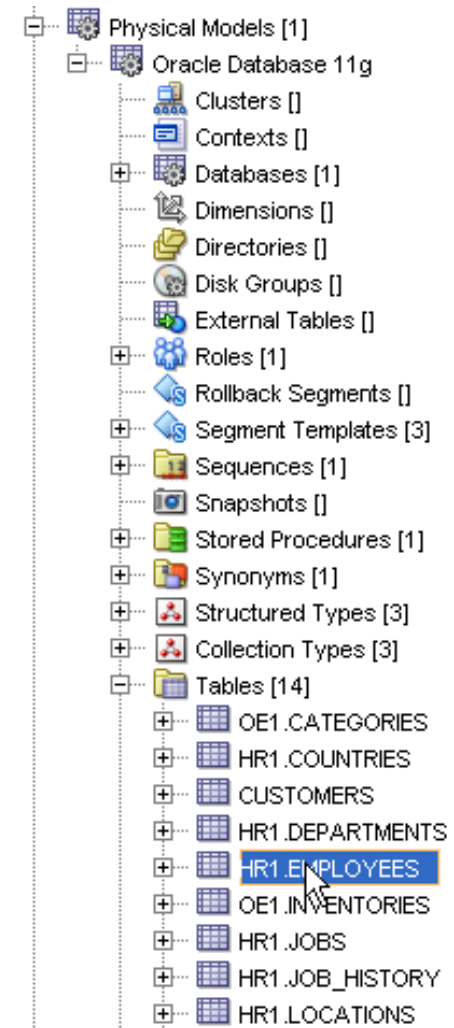 Physical Models [1]
Oracle Database 11g
Clusters []
Contexts []
Databases [1]
Dimensions []
Directories []
Disk Groups []
External Tables []
Roles [1]
Rollback Segments []
Segment Templates [3]
Sequences [1]
Snapshots []
Stored Procedures [1]
Synonyms [1]
Structured Types [3]
Collection Types [3]
Tables [14]
OE1.CATEGORIES
HR1.COUNTRIES
CUSTOMERS
HR1.DEPARTMENTS
HR1.EMPLOYEES
OE1.INVENTORIES
HR1.JOBS
HR1.JOB_HISTORY
HR1.LOCATIONS